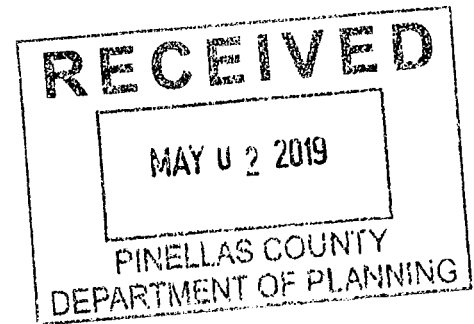 RECEIVED
MAY 02 2019
PINELLAS COUNTY
DEPARTMENT OF PLANNING